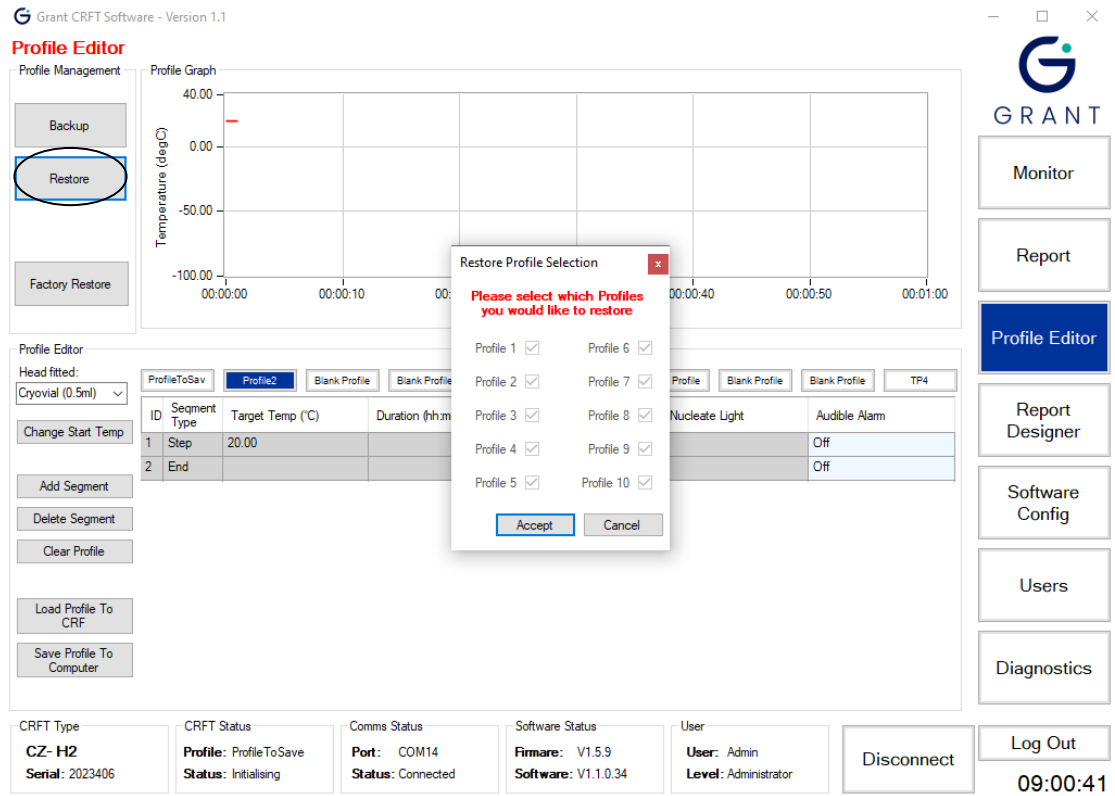 Grant CRFT Software - Version 1.1
Profile Editor
GRANT
Profile Management
Backup
Restore
Factory Restore
Profile Graph
Temperature (degC)
40.00
0.00
-50.00
-100.00
00:00:00 00:00:10 00: 00:00:40 00:00:50 00:01:00
Restore Profile Selection x
Please select which Profiles
you would like to restore
Profile 1 Profile 6
Profile 2 Profile 7
Profile 3 Profile 8
Profile 4 Profile 9
Profile 5 Profile 10
Accept Cancel
Profile Editor
Head fitted:
Cryovial (0.5ml)
Change Start Temp
Add Segment
Delete Segment
Clear Profile
Load Profile To
CRF
Save Profile To
Computer
ProfileToSav Profile2 Blank Profile Blank Profile Profile Blank Profile Blank Profile TP4
ID Segment
Type Target Temp (°C) Duration (hh:m Nucleate Light Audible Alarm
1 Step 20.00 Off
2 End Off
Monitor
Report
Profile Editor
Report
Designer
Software
Config
Users
Diagnostics
CRFT Type
CZ- H2
Serial: 2023406
CRFT Status
Profile: ProfileToSave
Status: Initialising
Comms Status
Port: COM14
Status: Connected
Software Status
Firmare: V1.5.9
Software: V1.1.0.34
User
User: Admin
Level: Administrator
Disconnect
Log Out
09:00:41